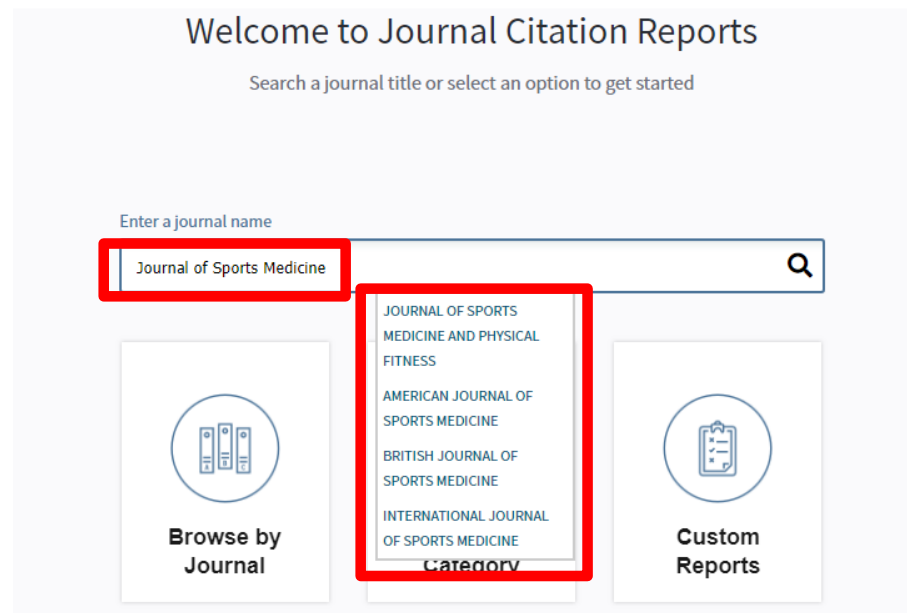 Welcome to Journal Citation Reports
Search a journal title or select an option to get started
Enter a journal name
Journal of Sports Medicine
JOURNAL OF SPORTS
MEDICINE AND PHYSICAL
FITNESS
AMERICAN JOURNAL OF
SPORTS MEDICINE
BRITISH JOURNAL OF
SPORTS MEDICINE
INTERNATIONAL JOURNAL
OF SPORTS MEDICINE
A B C
Browse by
Journal
Category
Custom
Reports